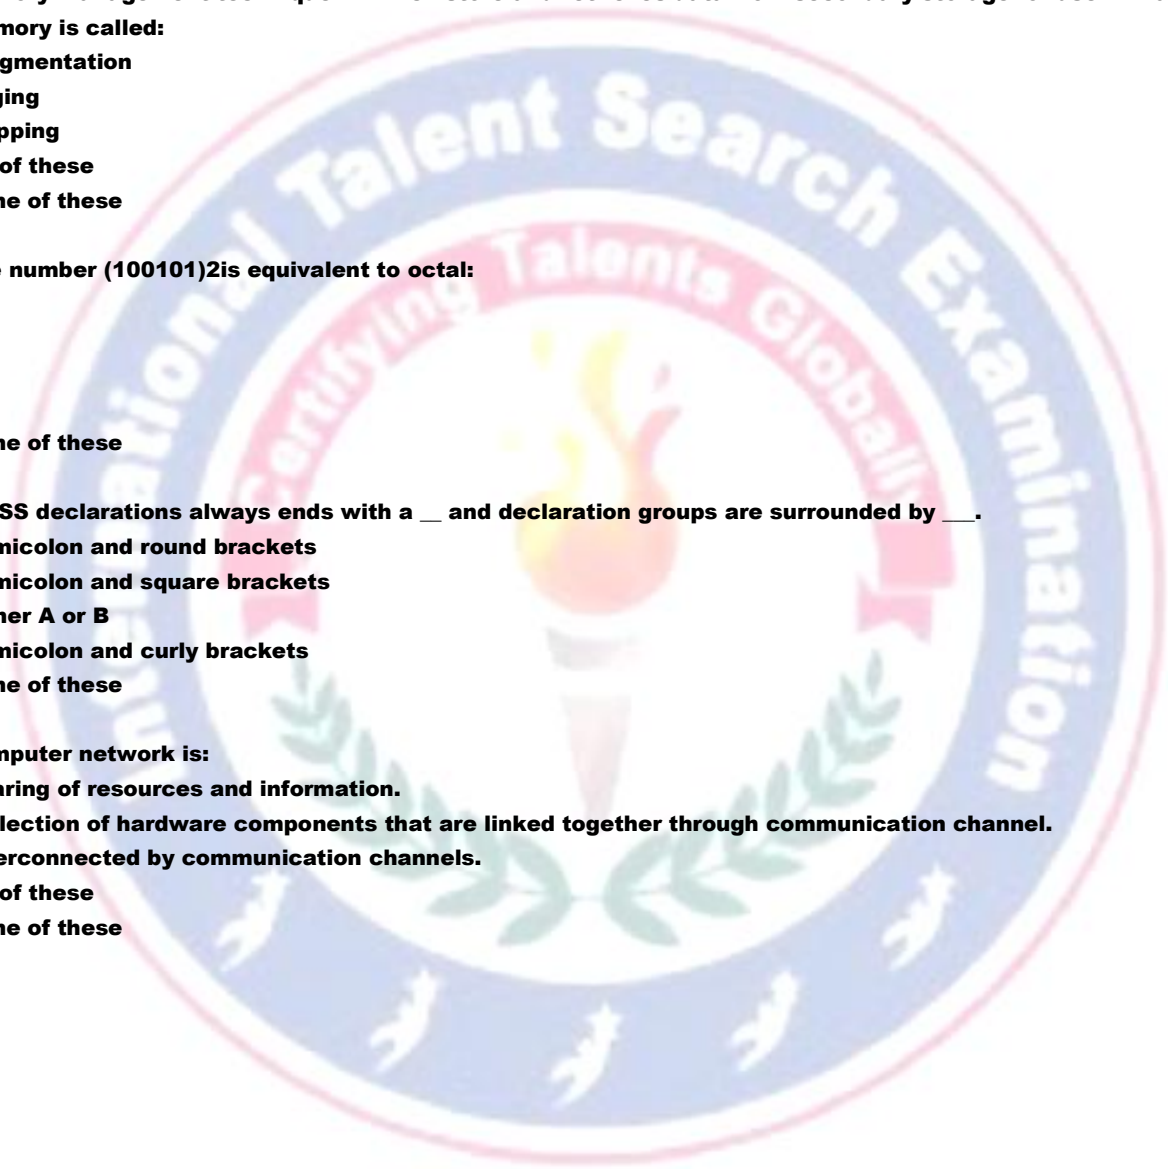 mory is called:
gmentation
ging
pping
of these
ne of these
number (100101)2is equivalent to octal:
ne of these
SS declarations always ends with a __ and declaration groups are surrounded by ___.
micolon and round brackets
micolon and square brackets
her A or B
micolon and curly brackets
ne of these
mputer network is:
aring of resources and information.
llection of hardware components that are linked together through communication channel.
erconnected by communication channels.
of these
ne of these
International Talent Search Examination
Certifying Talents Globally